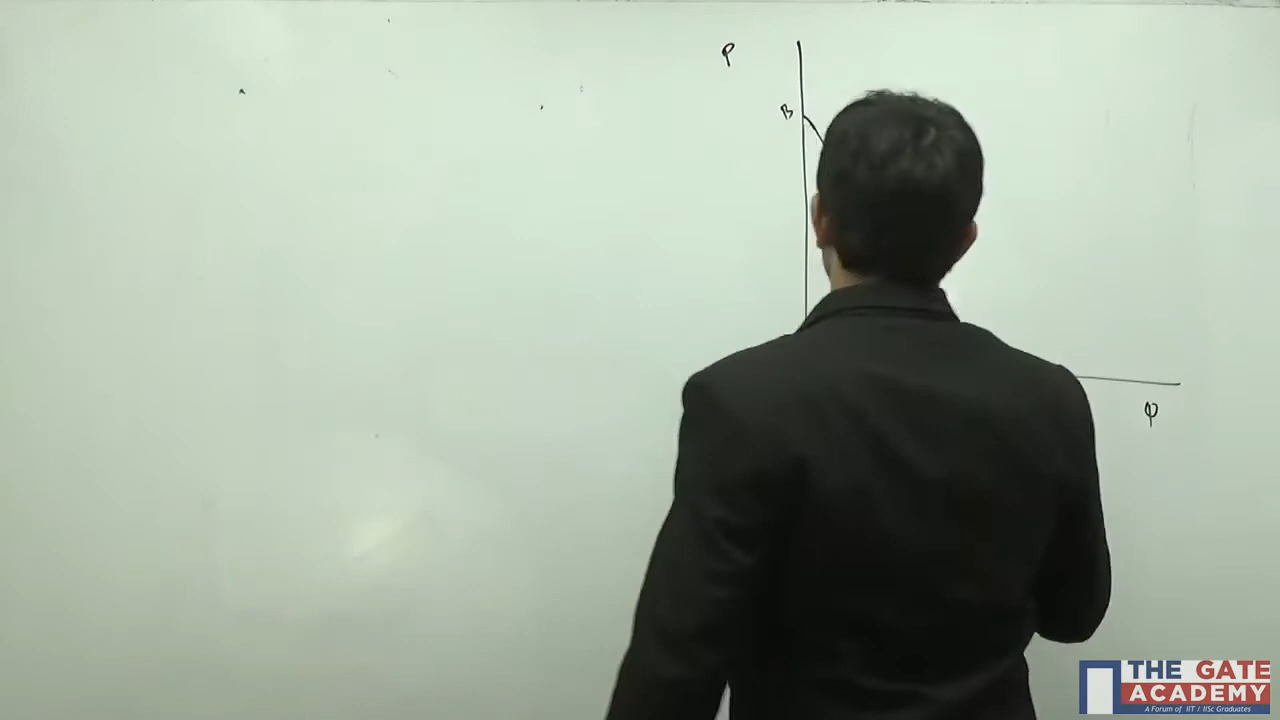 P
B
φ
THE GATE
ACADEMY
A Forum of IIT / IISc Graduates